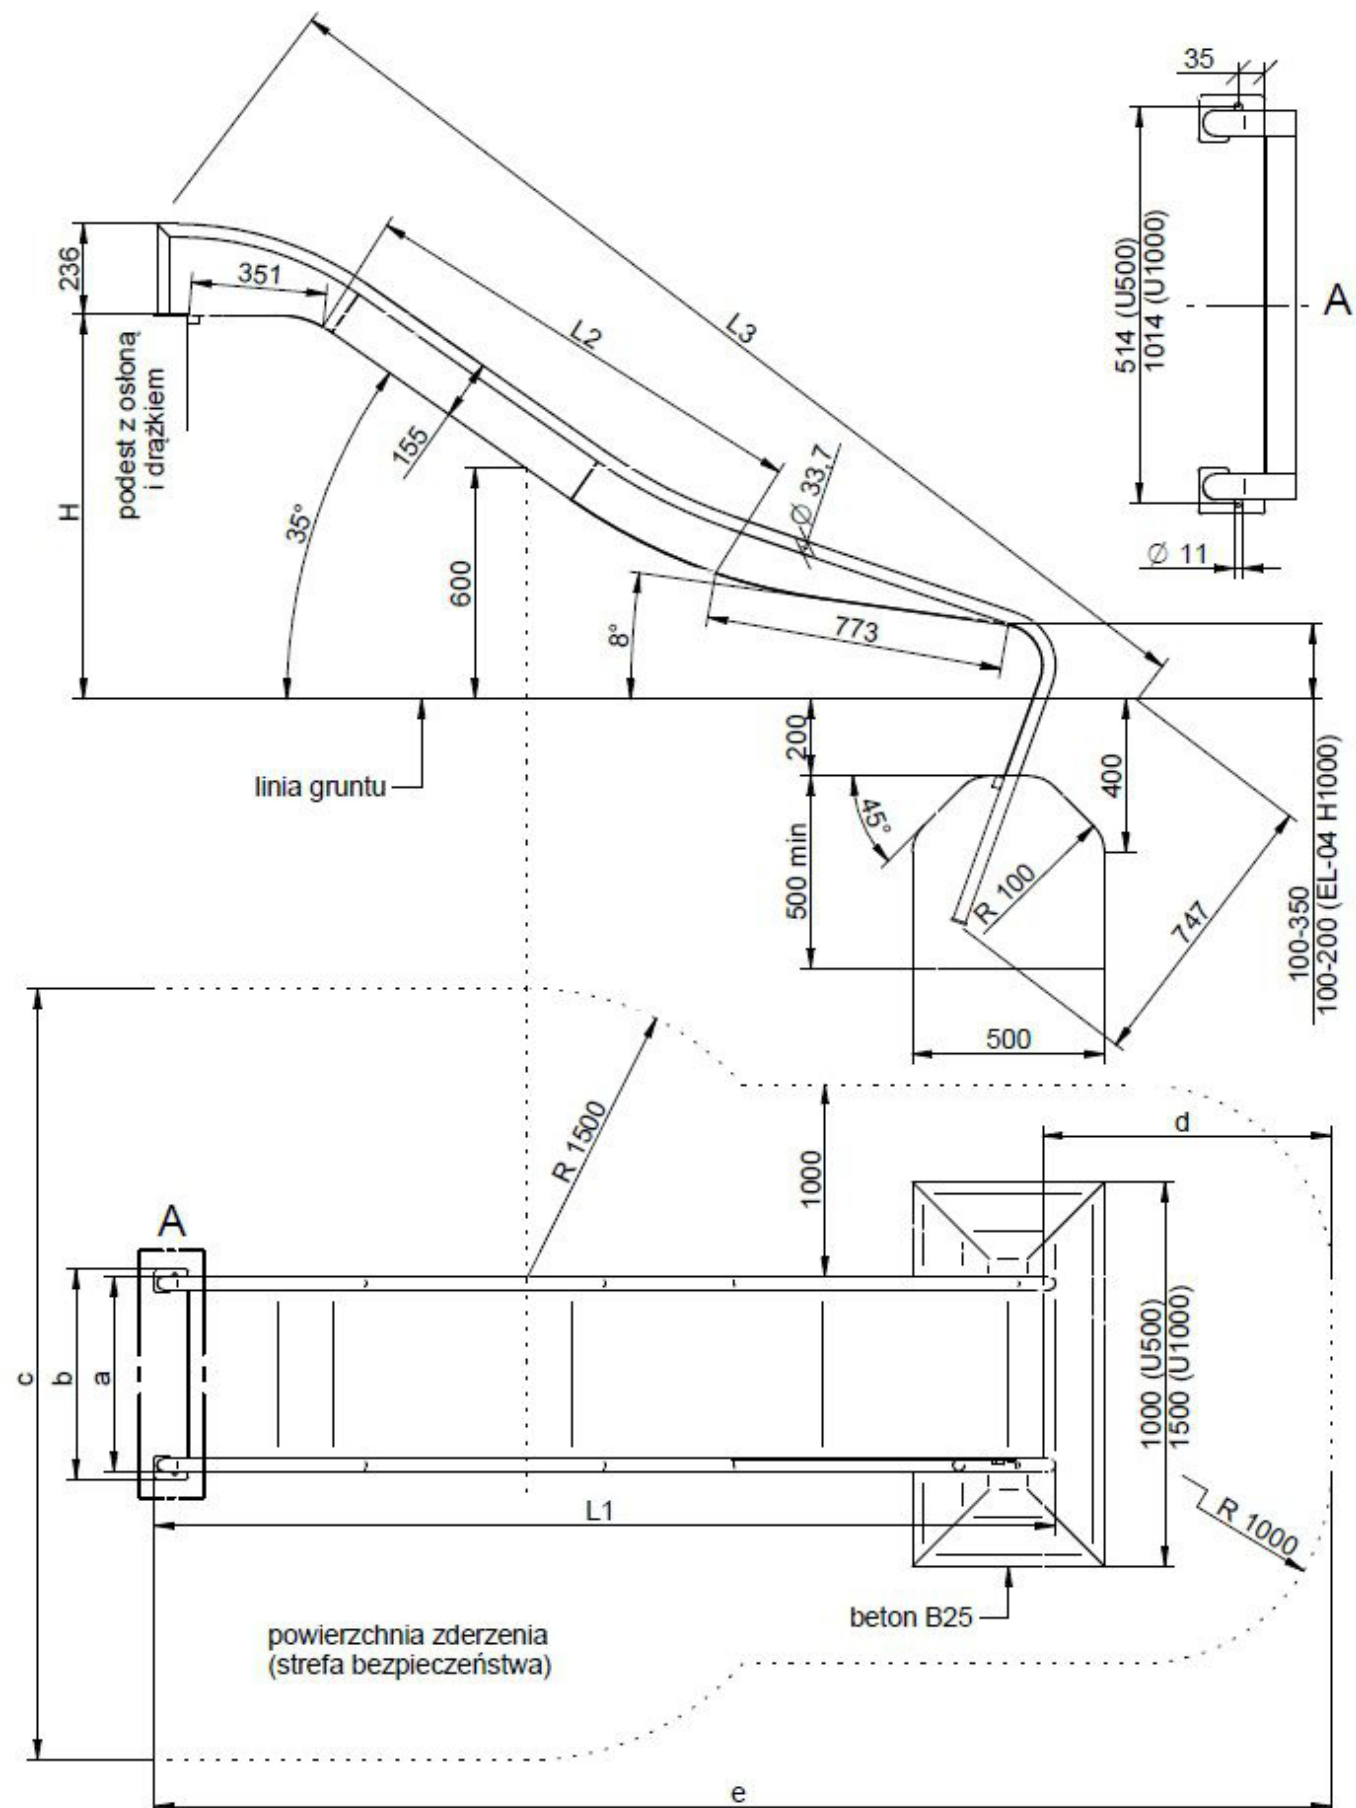 35
514 (U500)
1014 (U1000)
A
Ø 11
236
351
L2
L3
podest z osłoną
i drążkiem
H
35°
155
600
Ø 33,7
8°
773
linia gruntu
200
400
45°
500 min
R 100
747
100-350
100-200 (EL-04 H1000)
500
R 1500
1000
d
A
c
b
a
1000 (U500)
1500 (U1000)
L1
R 1000
beton B25
powierzchnia zderzenia
(strefa bezpieczeństwa)
e